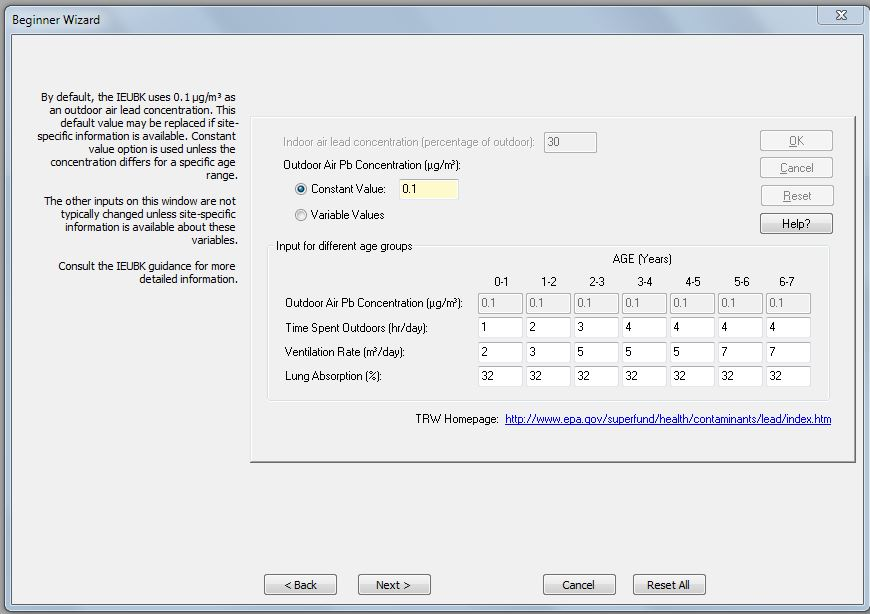 Beginner Wizard
By default, the IEUBK uses 0.1 µg/m³ as
an outdoor air lead concentration. This
default value may be replaced if site-
specific information is available. Constant
value option is used unless the
concentration differs for a specific age
range.
The other inputs on this window are not
typically changed unless site-specific
information is available about these
variables.
Consult the IEUBK guidance for more
detailed information.
Indoor air lead concentration (percentage of outdoor): 30
Outdoor Air Pb Concentration (µg/m³):
Constant Value: 0.1
Variable Values
OK
Cancel
Reset
Help?
Input for different age groups
AGE (Years)
0-1 1-2 2-3 3-4 4-5 5-6 6-7
Outdoor Air Pb Concentration (µg/m³): 0.1 0.1 0.1 0.1 0.1 0.1 0.1
Time Spent Outdoors (hr/day): 1 2 3 4 4 4 4
Ventilation Rate (m³/day): 2 3 5 5 5 7 7
Lung Absorption (%): 32 32 32 32 32 32 32
TRW Homepage: http://www.epa.gov/superfund/health/contaminants/lead/index.htm
< Back Next > Cancel Reset All